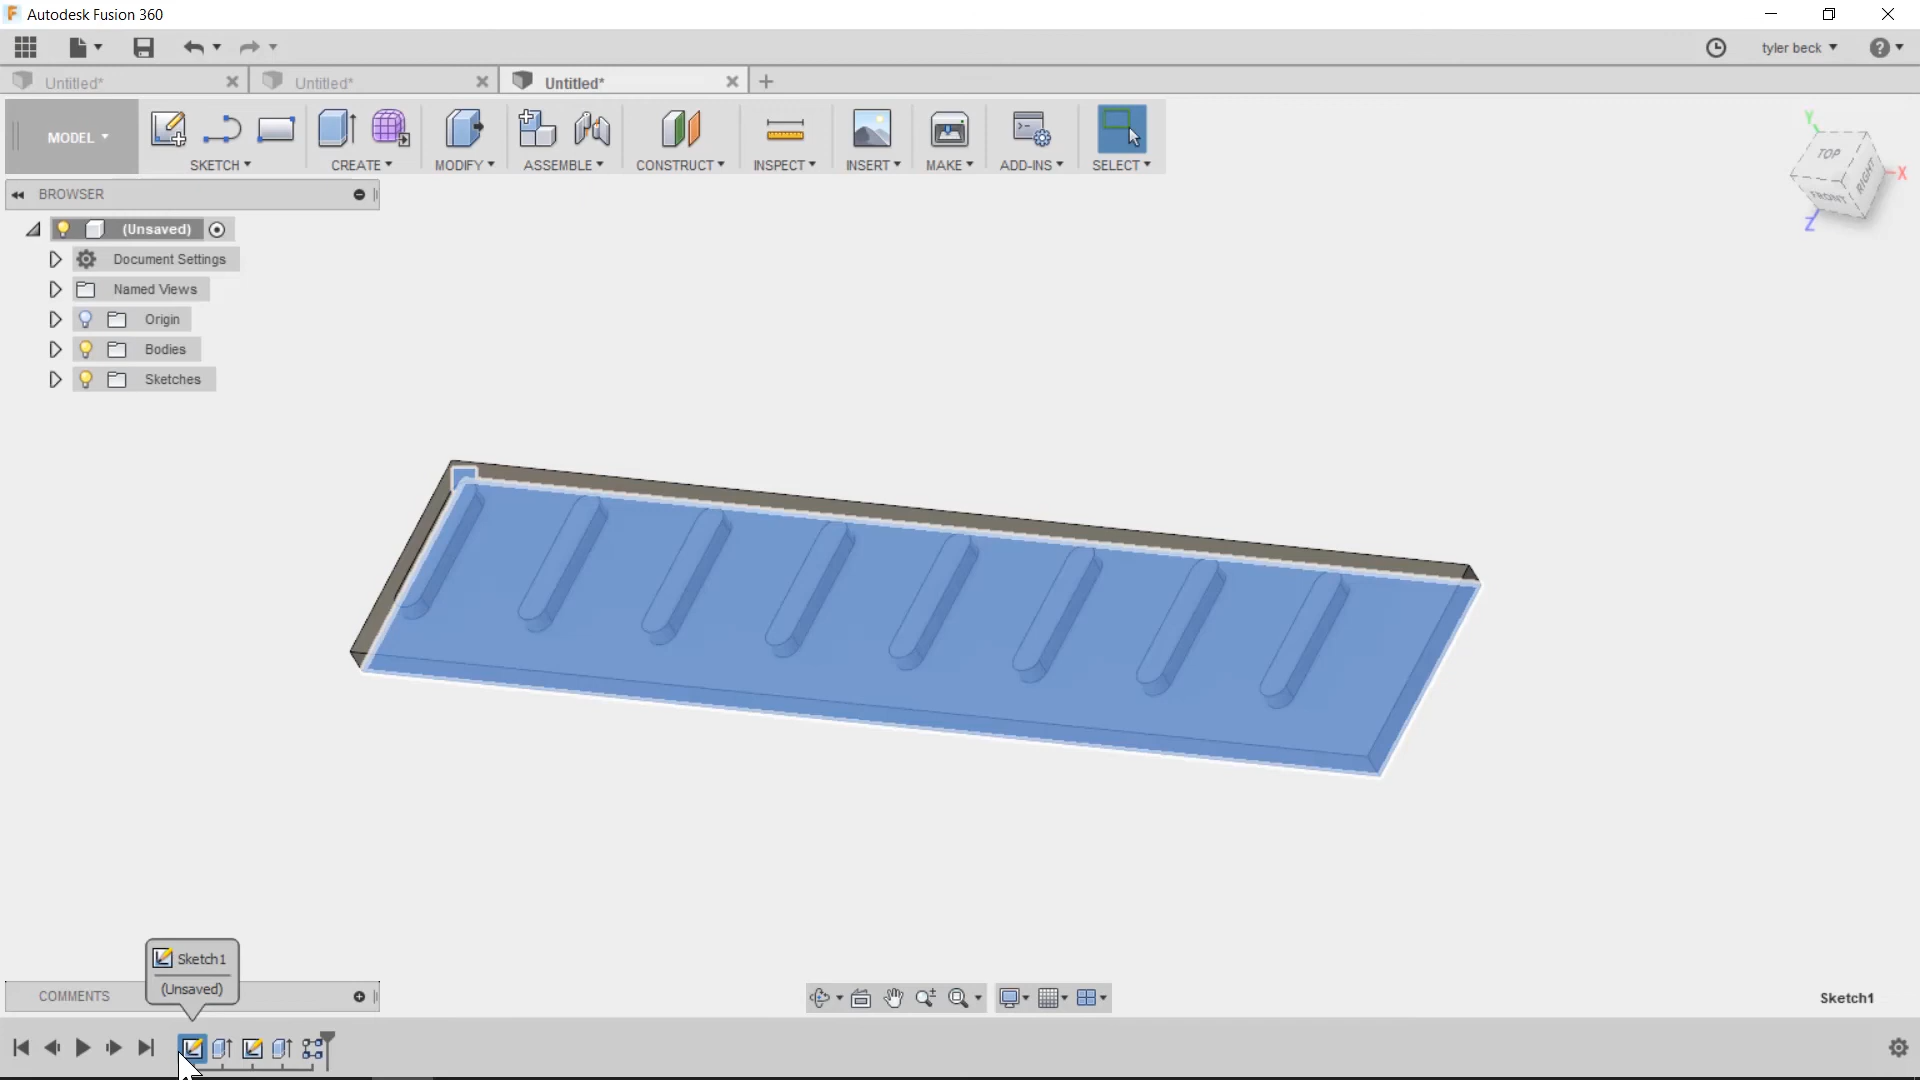 Autodesk Fusion 360
tyler beck
Untitled*
Untitled*
Untitled*
MODEL
SKETCH
CREATE
MODIFY
ASSEMBLE
CONSTRUCT
INSPECT
INSERT
MAKE
ADD-INS
SELECT
Y
TOP
FRONT
RIGHT
X
Z
BROWSER
(Unsaved)
Document Settings
Named Views
Origin
Bodies
Sketches
Sketch1
(Unsaved)
COMMENTS
Sketch1